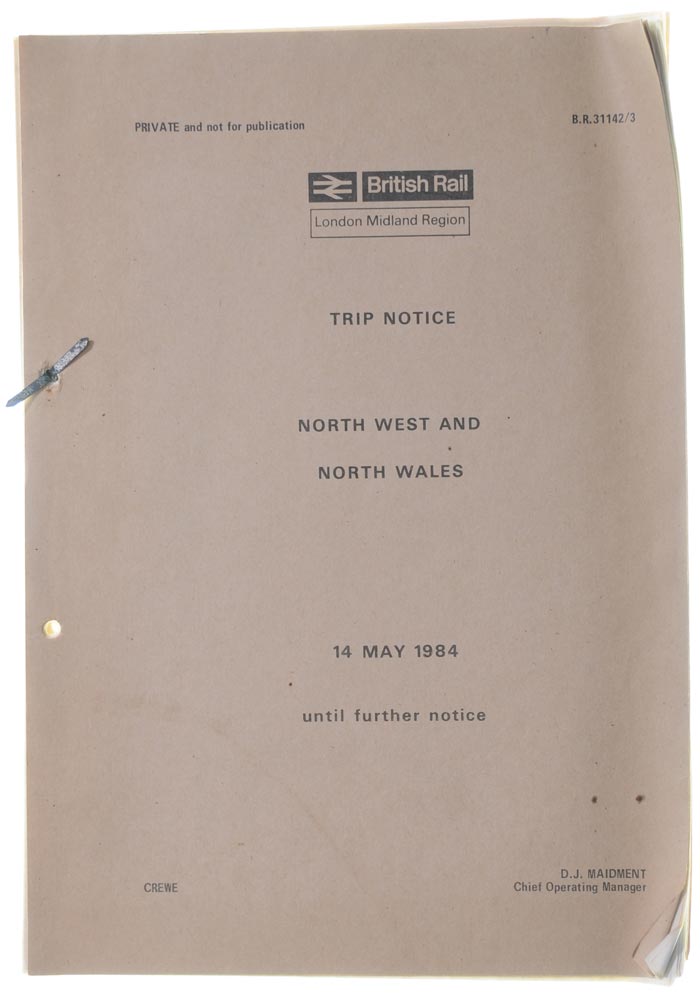 PRIVATE and not for publication
B.R.31142/3
British Rail
London Midland Region
TRIP NOTICE
NORTH WEST AND
NORTH WALES
14 MAY 1984
until further notice
CREWE
D.J. MAIDMENT
Chief Operating Manager